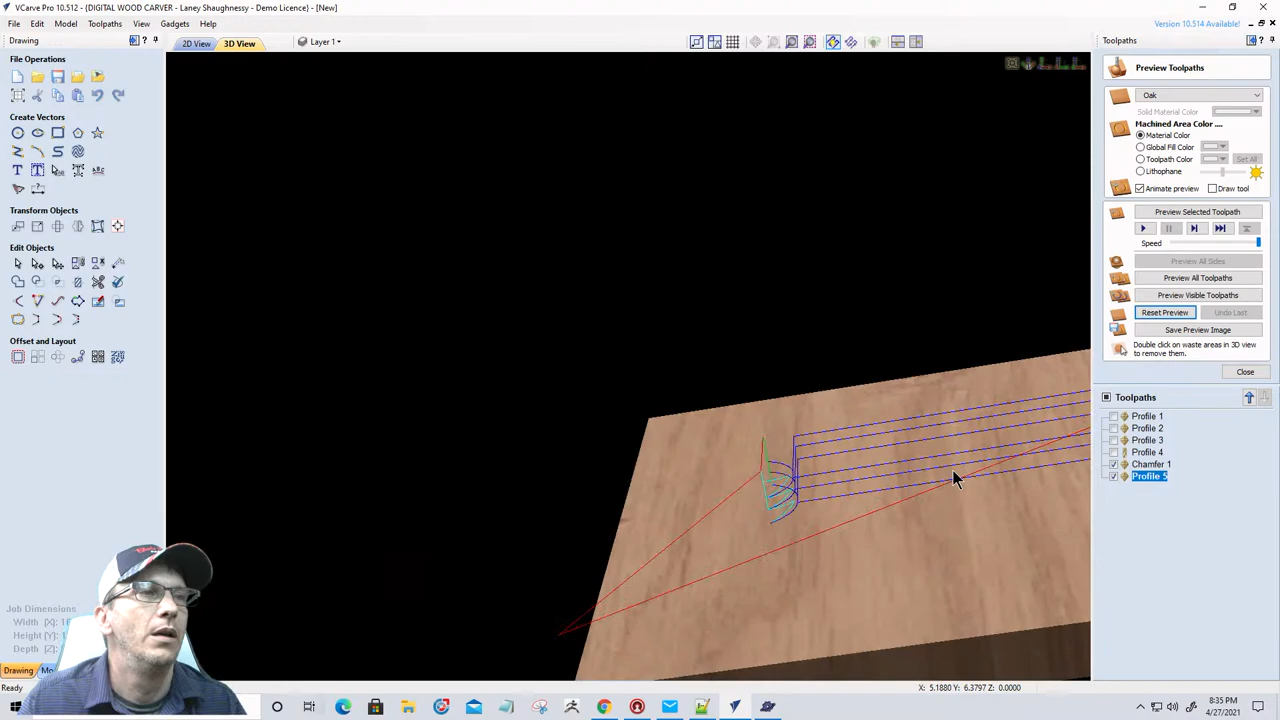 VCarve Pro 10.512 - (DIGITAL WOOD CARVER - Laney Shaughnessy - Demo Licence) - [New]
File Edit Model Toolpaths View Gadgets Help
Version 10.514 Available!
Drawing
2D View
3D View
Layer 1
Toolpaths
File Operations
Create Vectors
Transform Objects
Edit Objects
Offset and Layout
Preview Toolpaths
Oak
Solid Material Color
Machined Area Color ....
Material Color
Global Fill Color
Toolpath Color
Set All
Lithophane
Animate preview
Draw tool
Preview Selected Toolpath
Speed
Preview All Sides
Preview All Toolpaths
Preview Visible Toolpaths
Reset Preview
Undo Last
Save Preview Image
Double click on waste areas in 3D view
to remove them.
Close
Toolpaths
Profile 1
Profile 2
Profile 3
Profile 4
Chamfer 1
Profile 5
Job Dimensions
Width [X]:
Height [Y]
Depth [Z]
Drawing
Ready
X: 5.1880 Y: 6.3797 Z: 0.0000
8:35 PM
4/27/2021